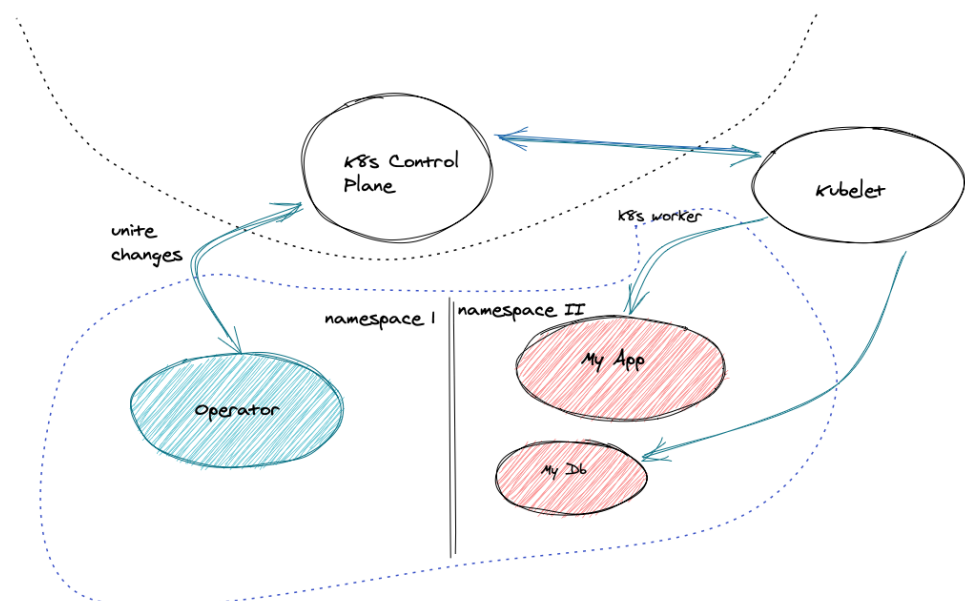 K8s Control
Plane
Kubelet
K8s worker
unite
changes
namespace I
namespace II
My App
Operator
My Db